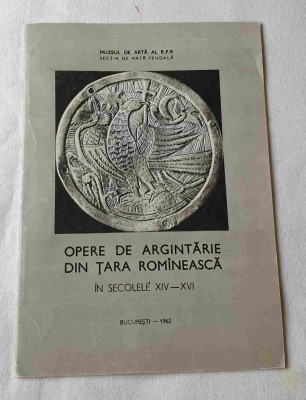 MUZEUL DE ARTĂ AL R.P.R
SECȚIA DE ARTĂ FEUDALĂ
OPERE DE ARGINTĂRIE
DIN ȚARA ROMÎNEASCĂ
ÎN SECOLELE XIV—XVI
BUCUREȘTI – 1962